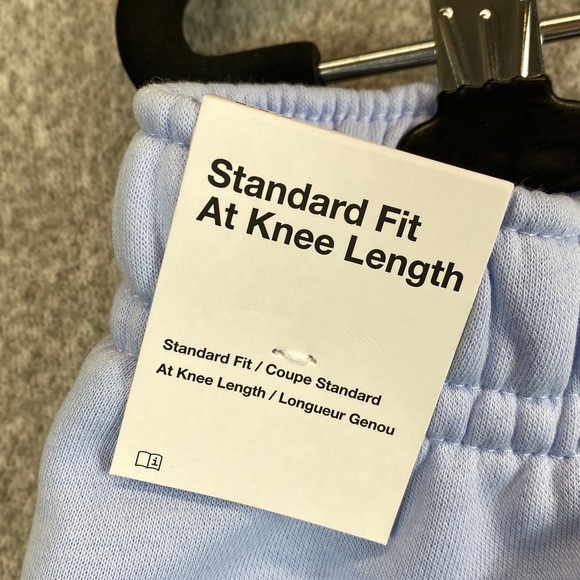 Standard Fit
At Knee Length
Standard Fit / Coupe Standard
At Knee Length / Longueur Genou
i